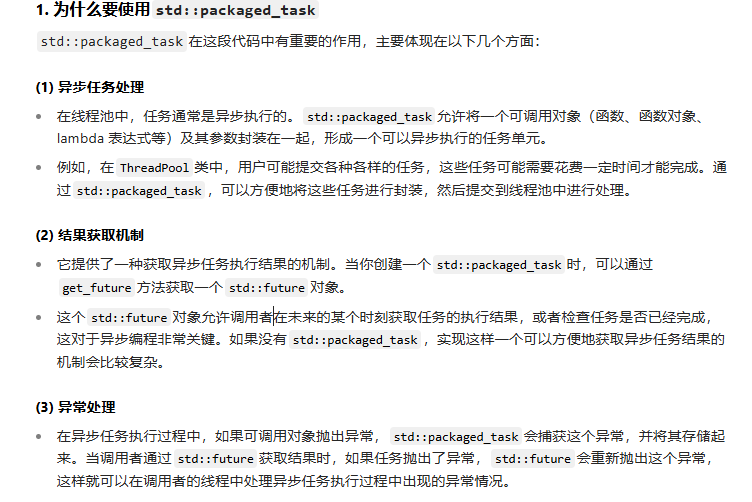 1. 为什么要使用 std::packaged_task
std::packaged_task 在这段代码中有重要的作用，主要体现在以下几个方面：
(1) 异步任务处理
在线程池中，任务通常是异步执行的。 std::packaged_task 允许将一个可调用对象（函数、函数对象、
lambda 表达式等）及其参数封装在一起，形成一个可以异步执行的任务单元。
例如，在 ThreadPool 类中，用户可能提交各种各样的任务，这些任务可能需要花费一定时间才能完成。通
过 std::packaged_task ，可以方便地将这些任务进行封装，然后提交到线程池中进行处理。
(2) 结果获取机制
它提供了一种获取异步任务执行结果的机制。当你创建一个 std::packaged_task 时，可以通过
get_future 方法获取一个 std::future 对象。
这个 std::future 对象允许调用者在未来的某个时刻获取任务的执行结果，或者检查任务是否已经完成，
这对于异步编程非常关键。如果没有 std::packaged_task ，实现这样一个可以方便地获取异步任务结果的
机制会比较复杂。
(3) 异常处理
在异步任务执行过程中，如果可调用对象抛出异常， std::packaged_task 会捕获这个异常，并将其存储起
来。当调用者通过 std::future 获取结果时，如果任务抛出了异常， std::future 会重新抛出这个异常，
这样就可以在调用者的线程中处理异步任务执行过程中出现的异常情况。